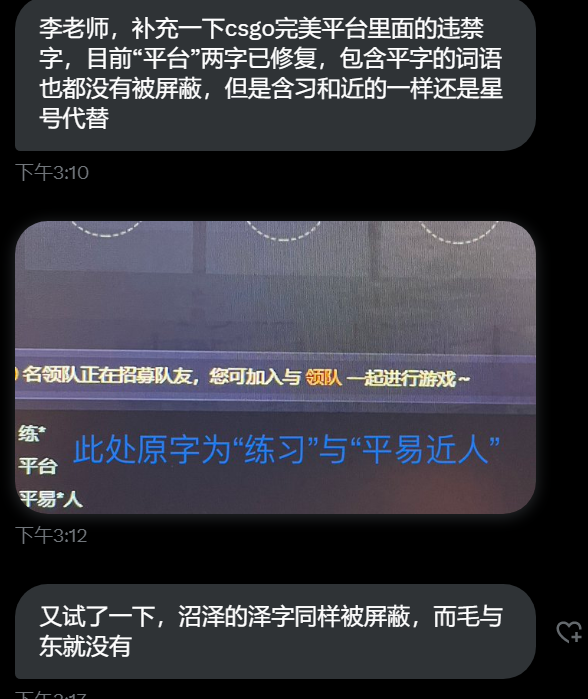 李老师，补充一下csgo完美平台里面的违禁
字，目前“平台”两字已修复，包含平字的词语
也都没有被屏蔽，但是含习和近的一样还是星
号代替
下午3:10
名领队正在招募队友，您可加入与 领队 一起进行游戏~
练*
此处原字为“练习”与“平易近人”
平台
平易*人
下午3:12
又试了一下，沼泽的泽字同样被屏蔽，而毛与
东就没有